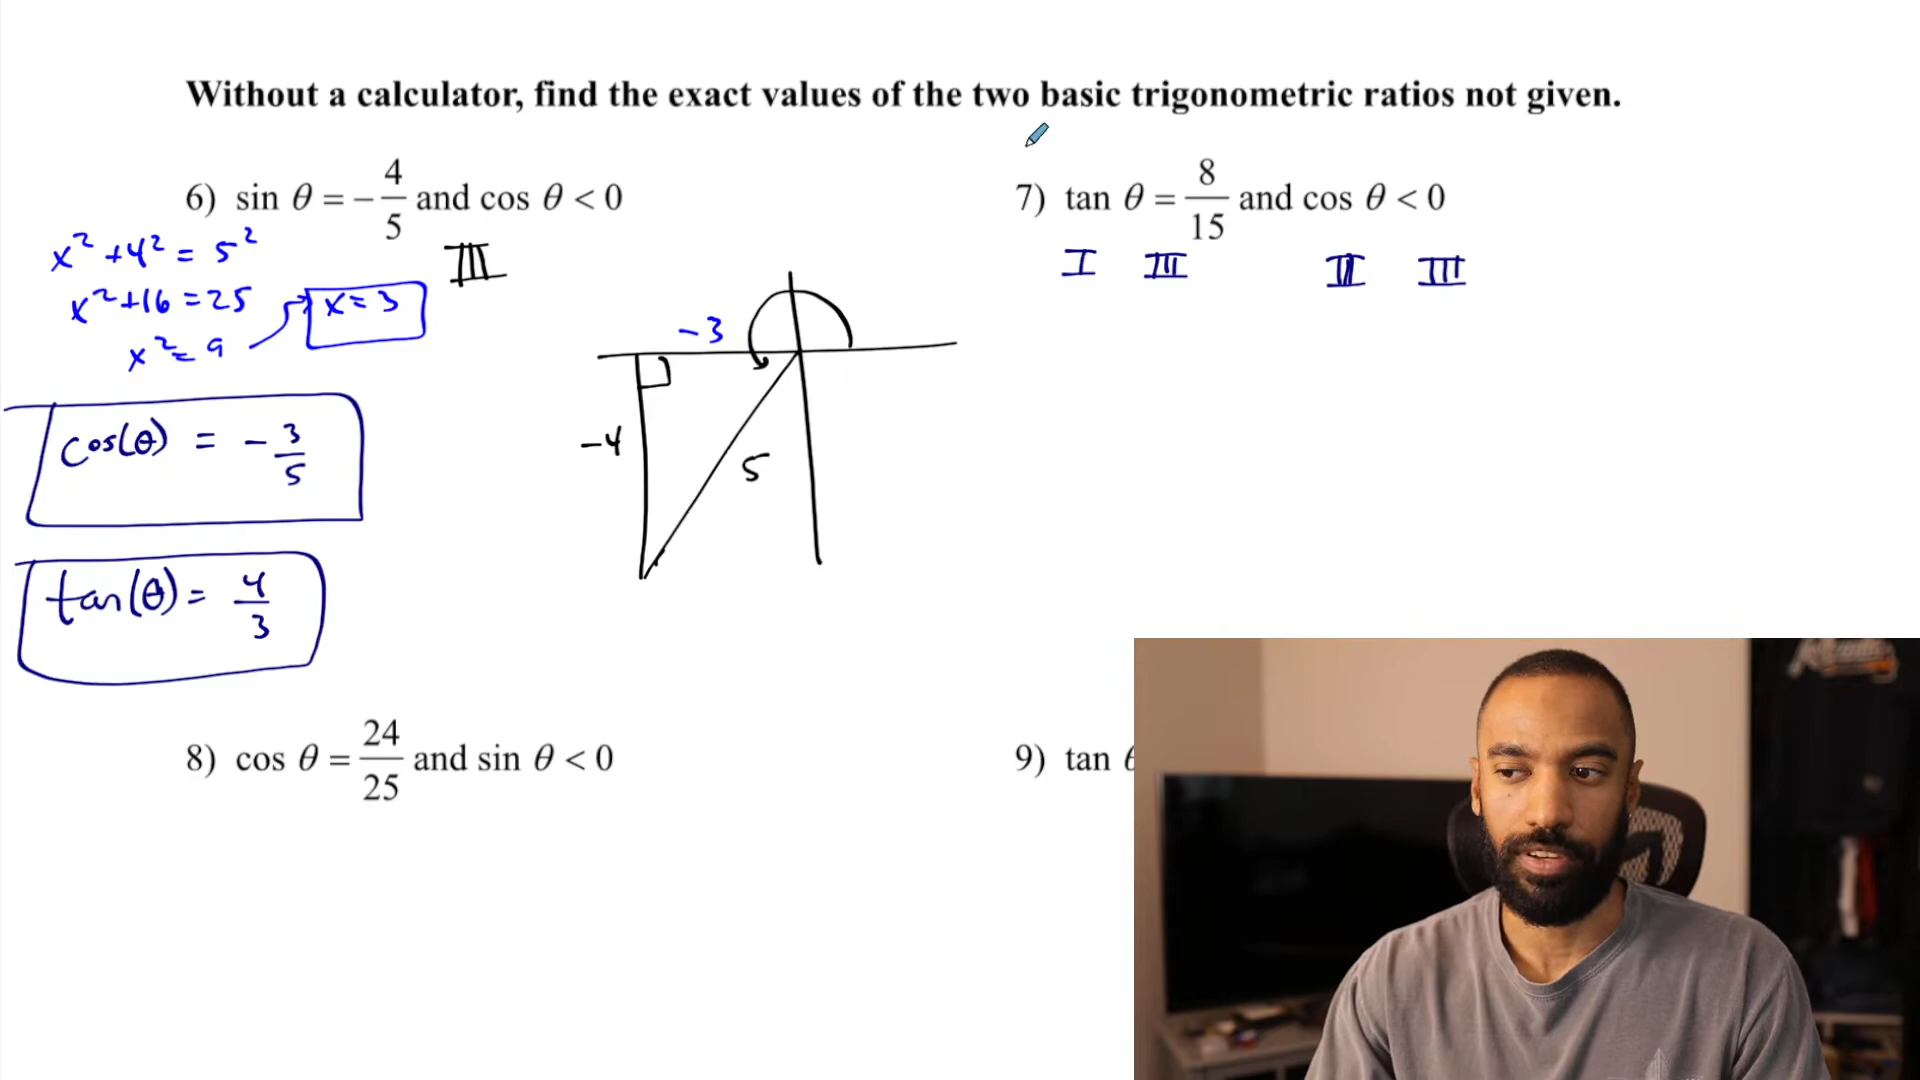 Without a calculator, find the exact values of the two basic trigonometric ratios not given.
6) sin θ = -4/5 and cos θ < 0
III
x² + 4² = 5²
x² + 16 = 25
x² = 9
x = 3
-3
-4
5
cos(θ) = -3/5
tan(θ) = 4/3
7) tan θ = 8/15 and cos θ < 0
I III II III
8) cos θ = 24/25 and sin θ < 0
9) tan